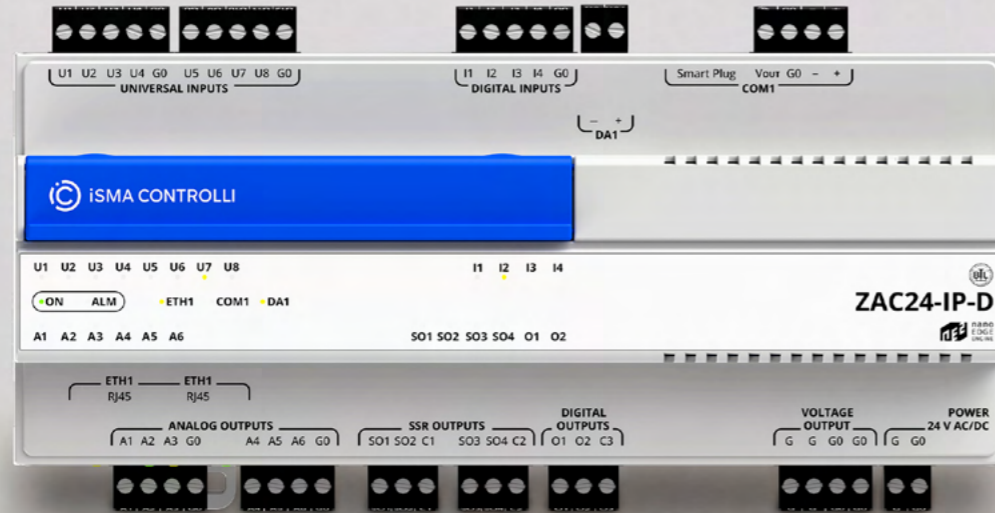 U1 U2 U3 U4 G0 U5 U6 U7 U8 G0
UNIVERSAL INPUTS
I1 I2 I3 I4 G0
DIGITAL INPUTS
Smart Plug Vout G0 – +
COM1
– +
DA1
iSMA CONTROLLI
U1 U2 U3 U4 U5 U6 U7 U8
I1 I2 I3 I4
ON ALM ETH1 COM1 DA1
BTL
ZAC24-IP-D
A1 A2 A3 A4 A5 A6
SO1 SO2 SO3 SO4 O1 O2
nano
EDGE
ENGINE
ETH1 ETH1
RJ45 RJ45
ANALOG OUTPUTS
A1 A2 A3 G0 A4 A5 A6 G0
SSR OUTPUTS
SO1 SO2 C1 SO3 SO4 C2
DIGITAL
OUTPUTS
O1 O2 C3
VOLTAGE
OUTPUT
G G G0 G0
POWER
24 V AC/DC
G G0